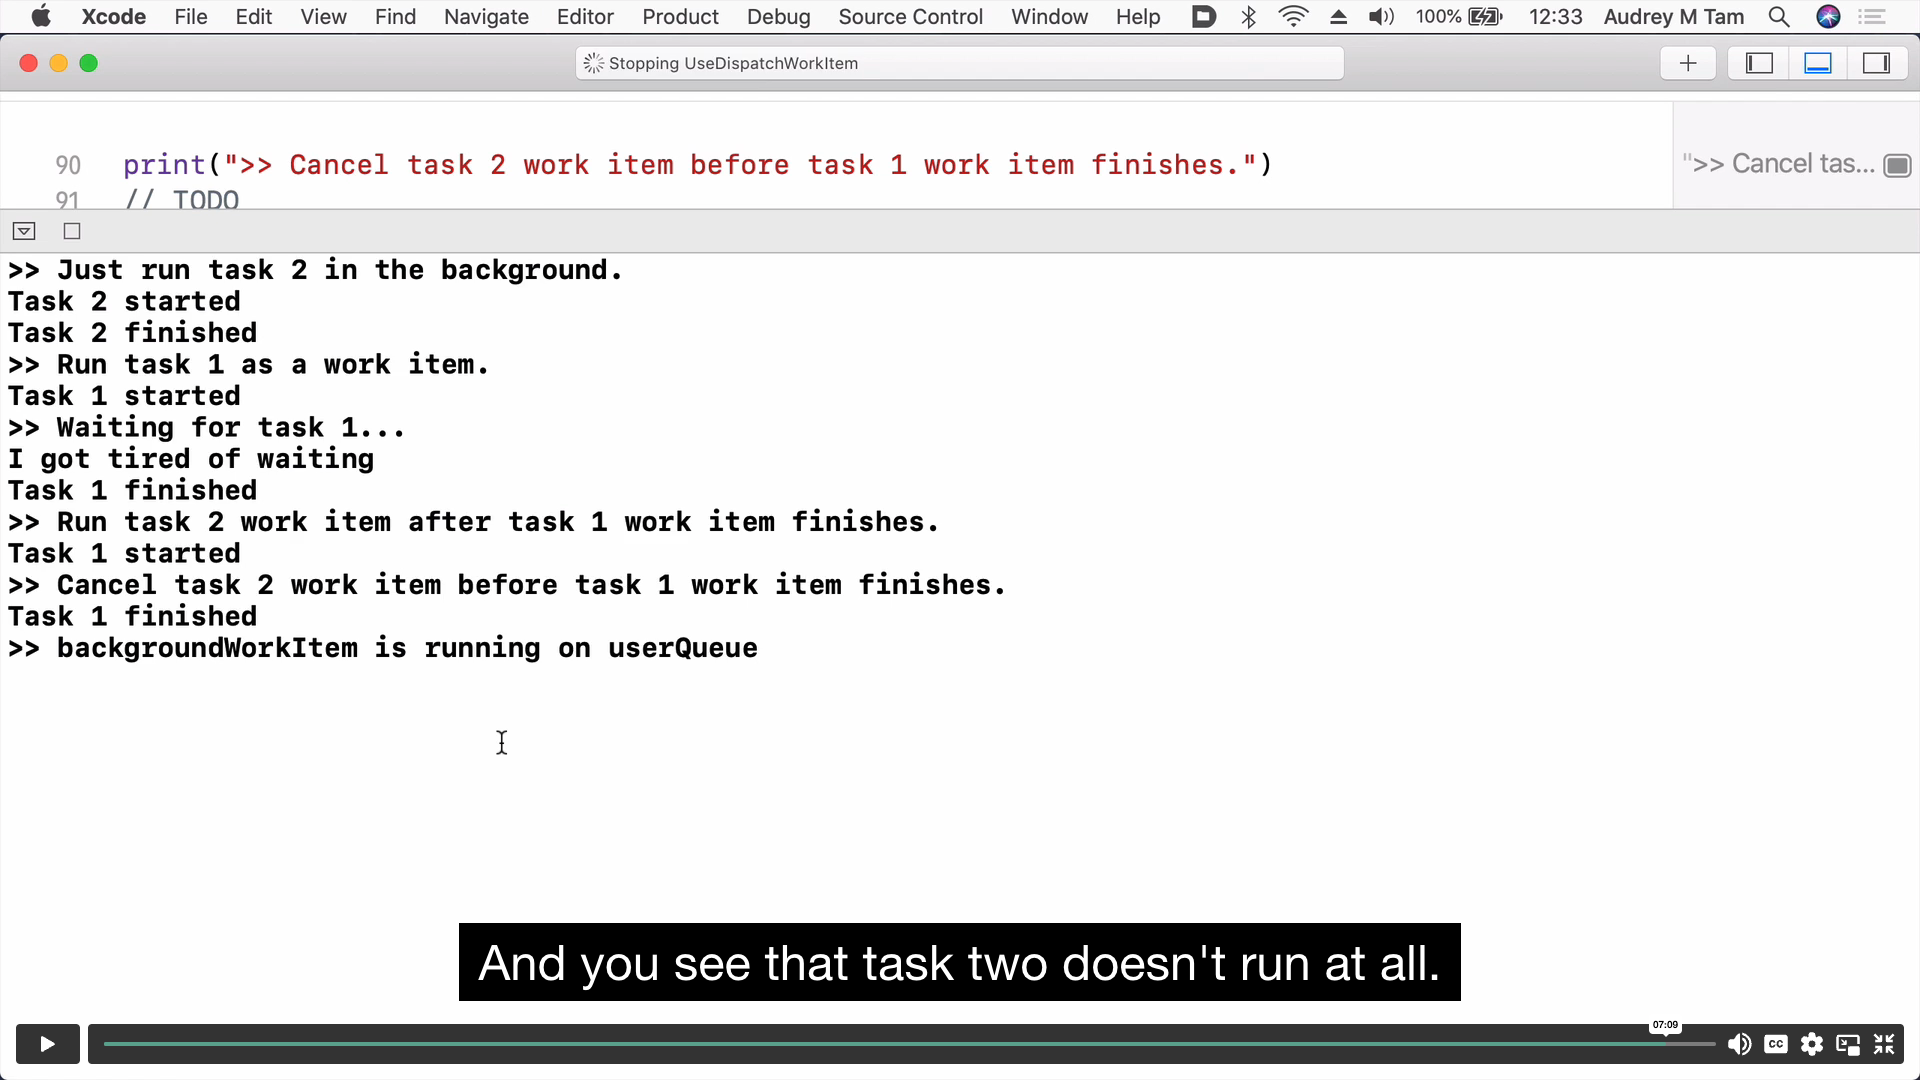 Xcode File Edit View Find Navigate Editor Product Debug Source Control Window Help 100% 12:33 Audrey M Tam
Stopping UseDispatchWorkItem
90 print(">> Cancel task 2 work item before task 1 work item finishes.") ">> Cancel tas...
91 // TODO
>> Just run task 2 in the background.
Task 2 started
Task 2 finished
>> Run task 1 as a work item.
Task 1 started
>> Waiting for task 1...
I got tired of waiting
Task 1 finished
>> Run task 2 work item after task 1 work item finishes.
Task 1 started
>> Cancel task 2 work item before task 1 work item finishes.
Task 1 finished
>> backgroundWorkItem is running on userQueue
And you see that task two doesn't run at all.
07:09
CC